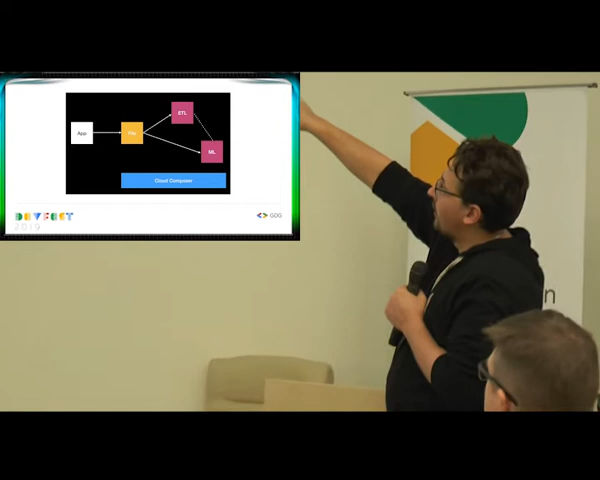 ETL
App
File
ML
Cloud Composer
DEVFEST
2019
<> GDG
n